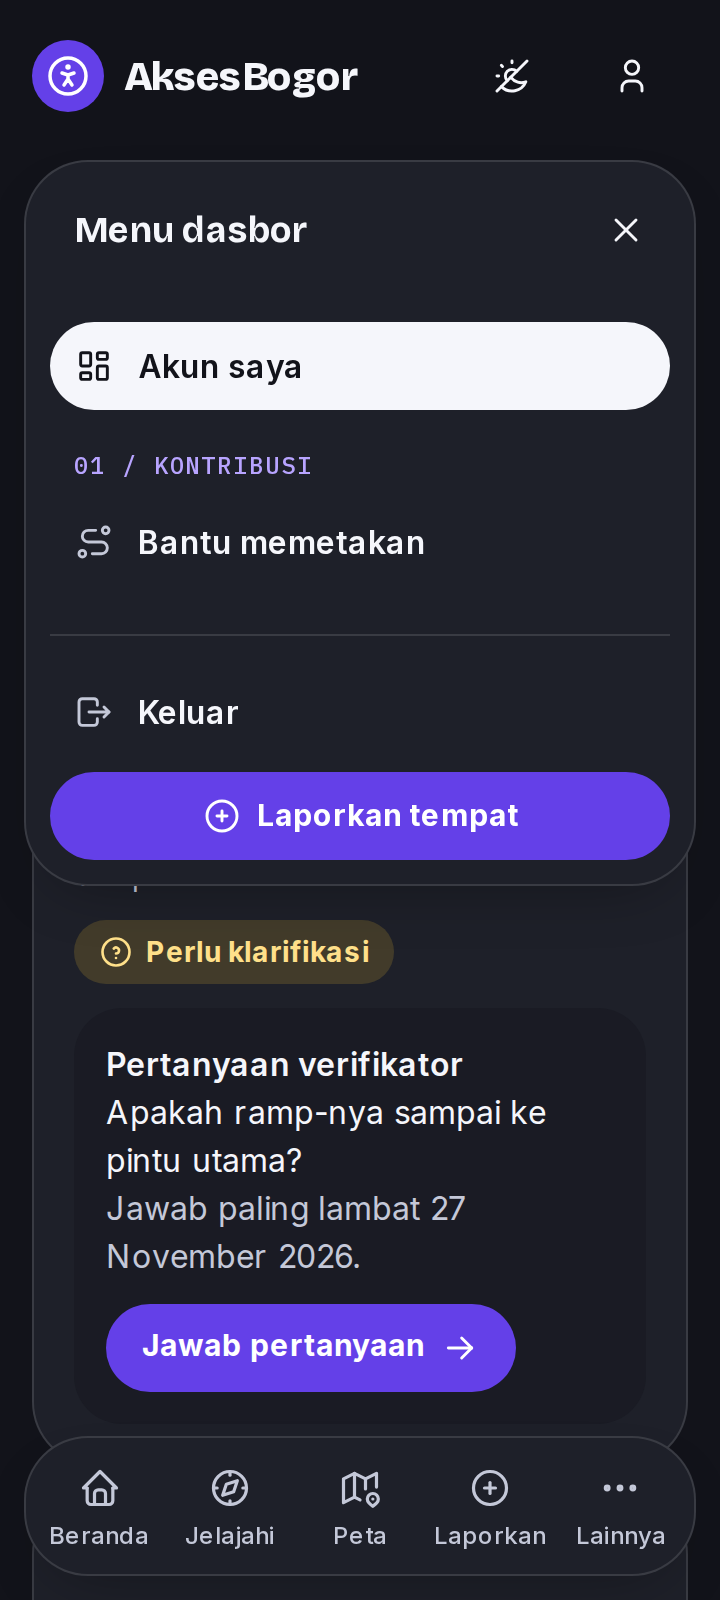 AksesBogor
Menu dasbor
Akun saya
01 / KONTRIBUSI
Bantu memetakan
Keluar
Laporkan tempat
Perlu klarifikasi
Pertanyaan verifikator
Apakah ramp-nya sampai ke
pintu utama?
Jawab paling lambat 27
November 2026.
Jawab pertanyaan
Beranda
Jelajahi
Peta
Laporkan
Lainnya